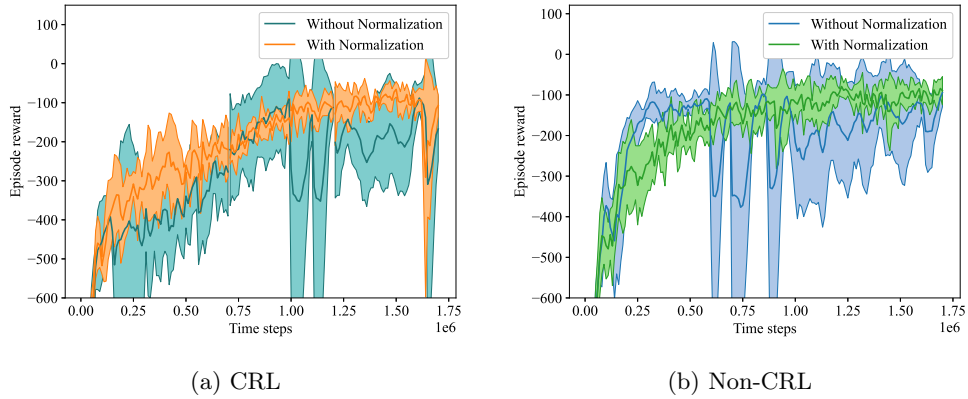 Without Normalization
With Normalization
0
−100
−200
−300
−400
−500
−600
Episode reward
0.00
0.25
0.50
0.75
1.00
1.25
1.50
1.75
1e6
Time steps
(a) CRL
Without Normalization
With Normalization
0
−100
−200
−300
−400
−500
−600
Episode reward
0.00
0.25
0.50
0.75
1.00
1.25
1.50
1.75
1e6
Time steps
(b) Non-CRL